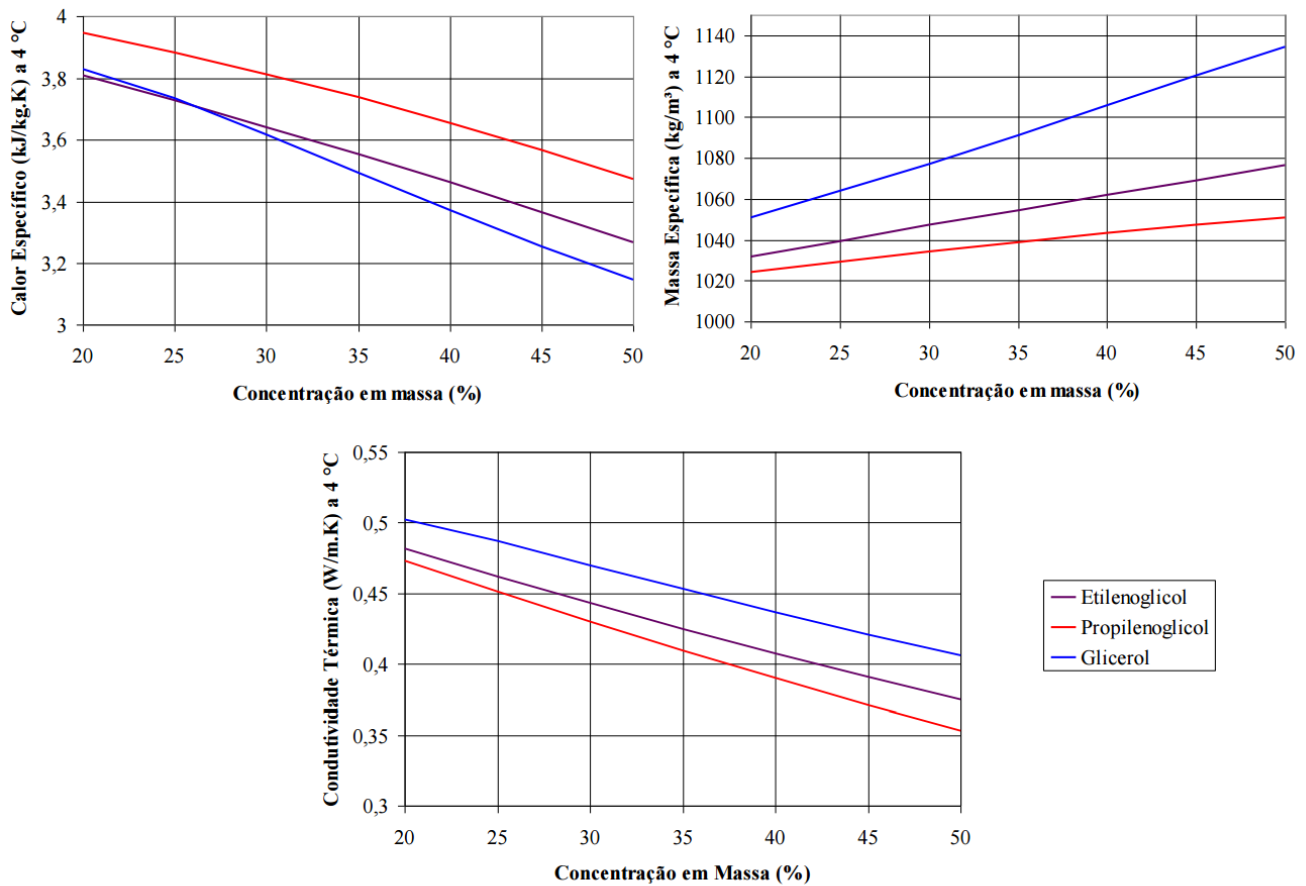 Calor Específico (kJ/kg.K) a 4 °C
4
3,8
3,6
3,4
3,2
3
20 25 30 35 40 45 50
Concentração em massa (%)
Massa Específica (kg/m³) a 4 °C
1140
1120
1100
1080
1060
1040
1020
1000
20 25 30 35 40 45 50
Concentração em massa (%)
Condutividade Térmica (W/m.K) a 4 °C
0,55
0,5
0,45
0,4
0,35
0,3
20 25 30 35 40 45 50
Concentração em Massa (%)
Etilenoglicol
Propilenoglicol
Glicerol